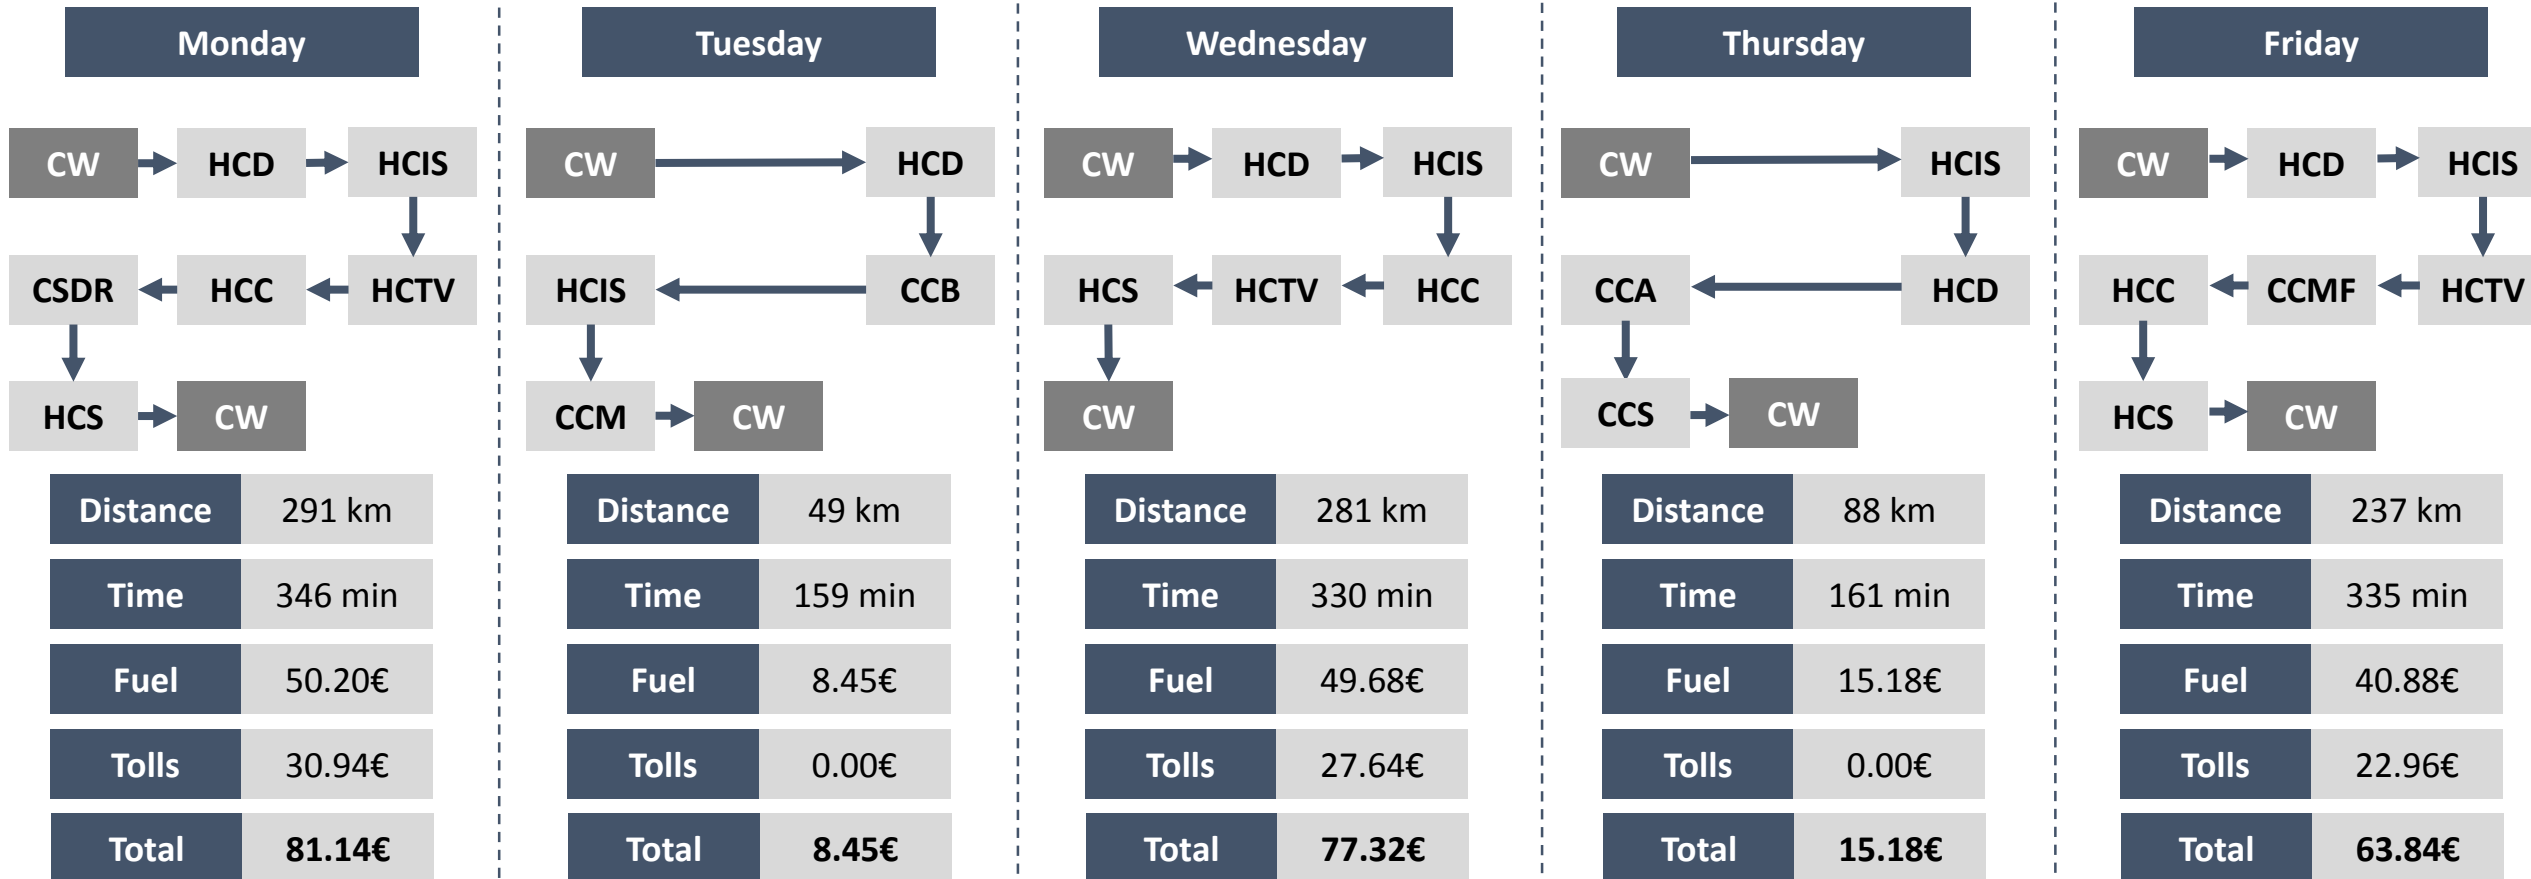 Monday
CW HCD HCIS
CSDR HCC HCTV
HCS CW
Distance 291 km
Time 346 min
Fuel 50.20€
Tolls 30.94€
Total 81.14€
Tuesday
CW HCD
HCIS CCB
CCM CW
Distance 49 km
Time 159 min
Fuel 8.45€
Tolls 0.00€
Total 8.45€
Wednesday
CW HCD HCIS
HCS HCTV HCC
CW
Distance 281 km
Time 330 min
Fuel 49.68€
Tolls 27.64€
Total 77.32€
Thursday
CW HCIS
CCA HCD
CCS CW
Distance 88 km
Time 161 min
Fuel 15.18€
Tolls 0.00€
Total 15.18€
Friday
CW HCD HCIS
HCC CCMF HCTV
HCS CW
Distance 237 km
Time 335 min
Fuel 40.88€
Tolls 22.96€
Total 63.84€